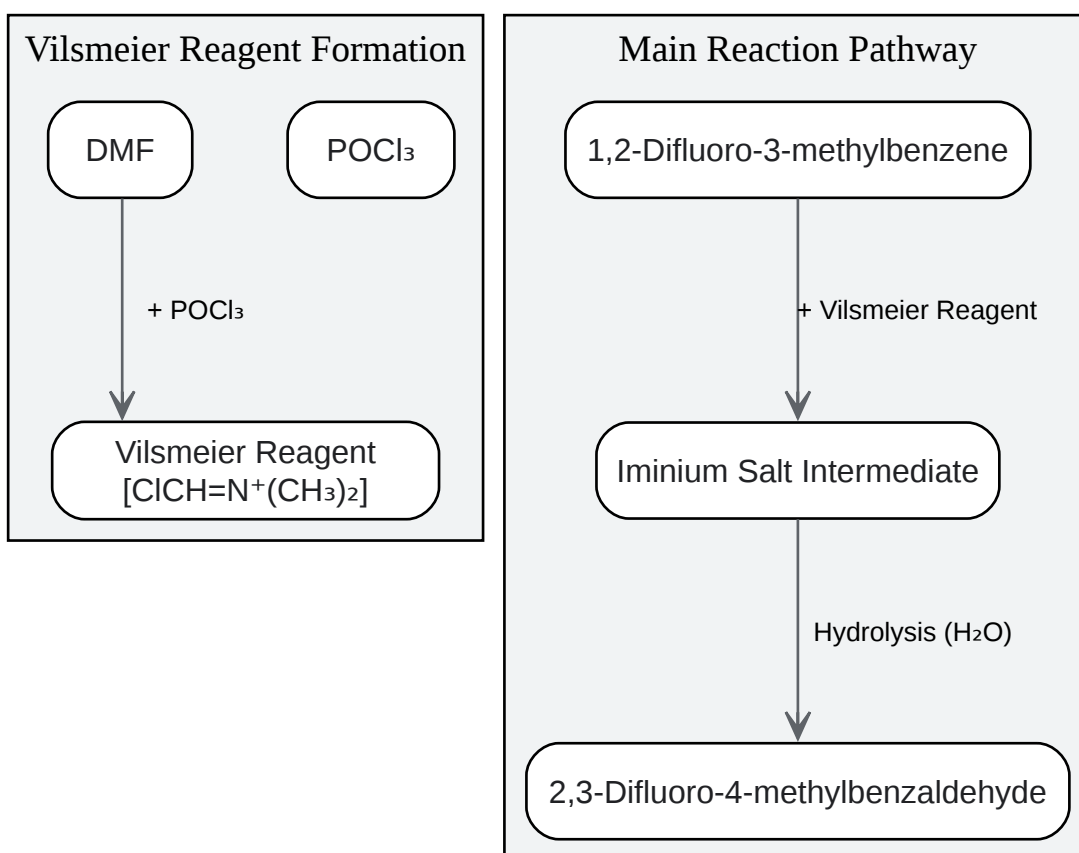 Vilsmeier Reagent Formation
DMF
POCl₃
+ POCl₃
Vilsmeier Reagent
[ClCH=N⁺(CH₃)₂]
Main Reaction Pathway
1,2-Difluoro-3-methylbenzene
+ Vilsmeier Reagent
Iminium Salt Intermediate
Hydrolysis (H₂O)
2,3-Difluoro-4-methylbenzaldehyde